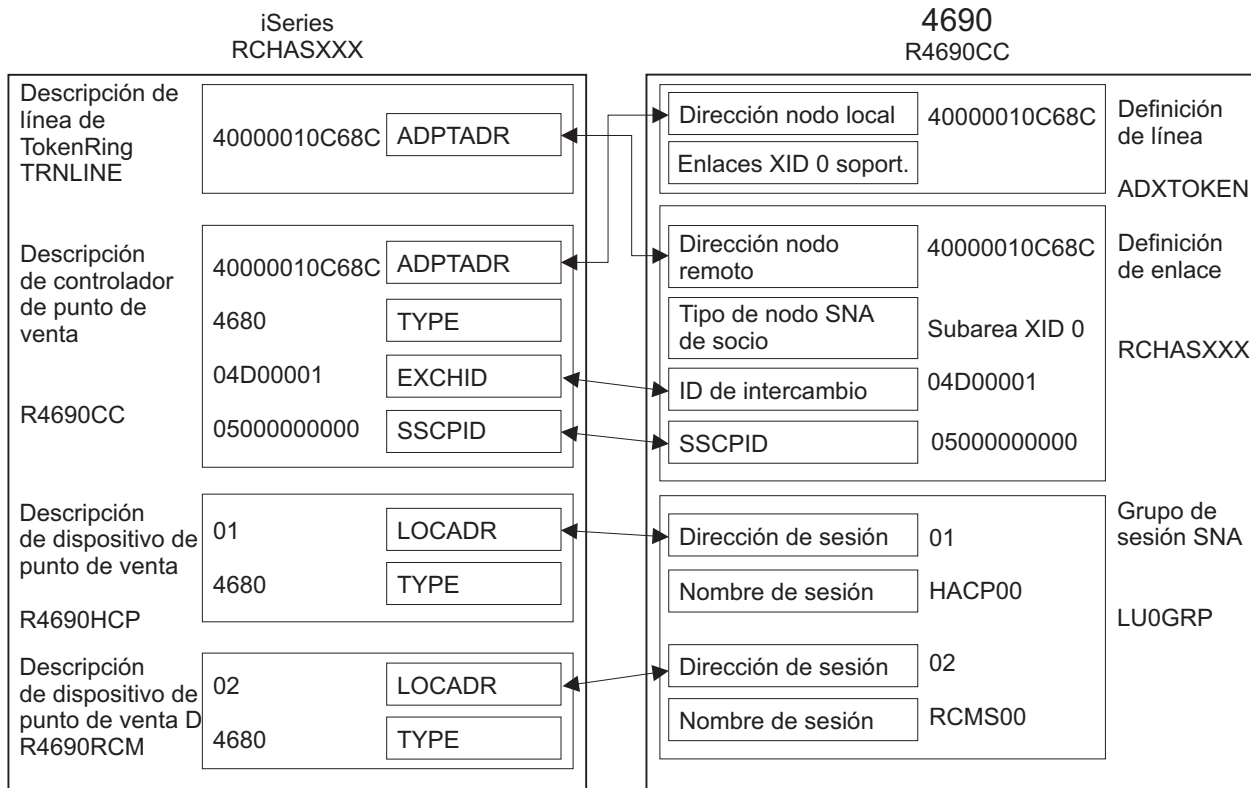 iSeries
RCHASXXX
Descripción de
línea de
TokenRing
TRNLINE
40000010C68C
ADPTADR
Descripción
de controlador
de punto de
venta
R4690CC
40000010C68C
ADPTADR
4680
TYPE
04D00001
EXCHID
05000000000
SSCPID
Descripción
de dispositivo de
punto de venta
R4690HCP
01
LOCADR
4680
TYPE
Descripción
de dispositivo de
punto de venta D
R4690RCM
02
LOCADR
4680
TYPE
4690
R4690CC
Dirección nodo local
40000010C68C
Enlaces XID 0 soport.
Definición
de línea
ADXTOKEN
Dirección nodo
remoto
40000010C68C
Tipo de nodo SNA
de socio
Subarea XID 0
ID de intercambio
04D00001
SSCPID
05000000000
Definición
de enlace
RCHASXXX
Dirección de sesión
01
Nombre de sesión
HACP00
Dirección de sesión
02
Nombre de sesión
RCMS00
Grupo de
sesión SNA
LU0GRP